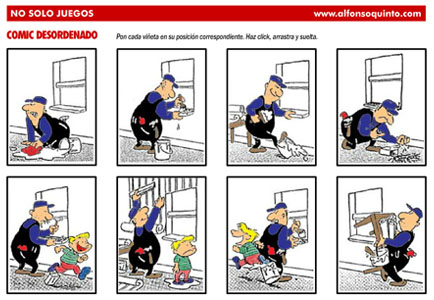 NO SOLO JUEGOS
www.alfonsoquinto.com
COMIC DESORDENADO
Pon cada viñeta en su posición correspondiente. Haz click, arrastra y suelta.